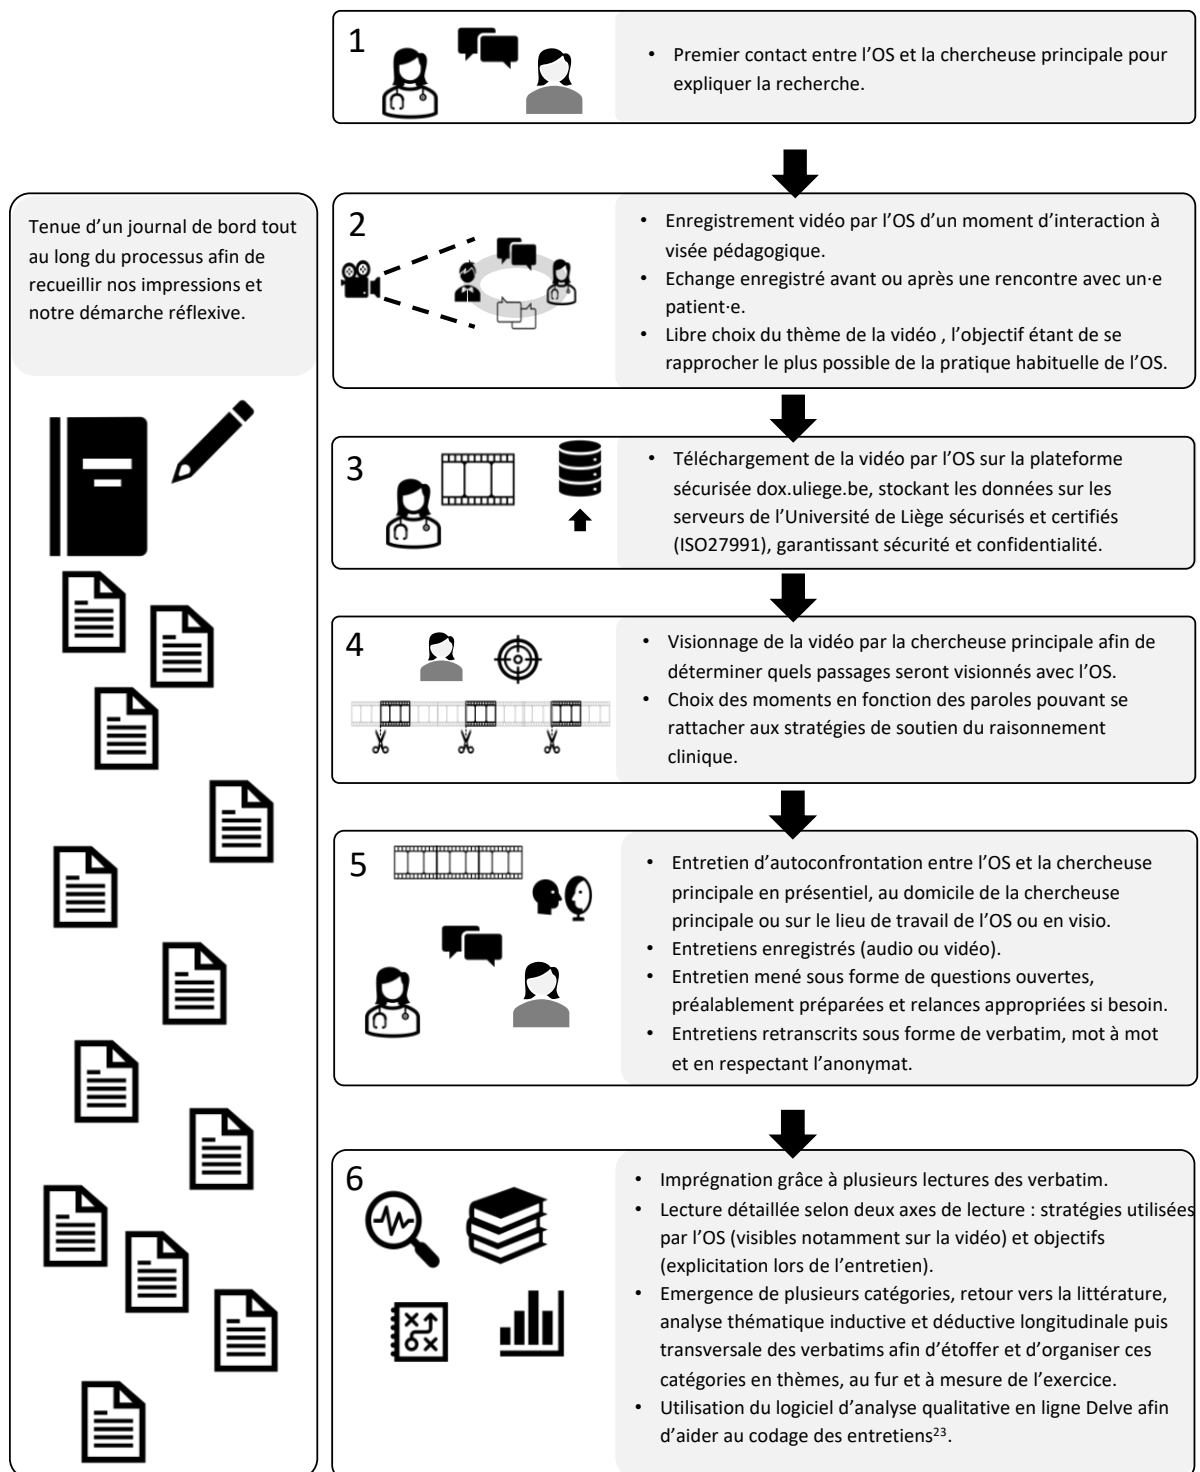 1
• Premier contact entre l’OS et la chercheuse principale pour
expliquer la recherche.
Tenue d’un journal de bord tout
au long du processus afin de
recueillir nos impressions et
notre démarche réflexive.
2
• Enregistrement vidéo par l’OS d’un moment d’interaction à
visée pédagogique.
• Echange enregistré avant ou après une rencontre avec un·e
patient·e.
• Libre choix du thème de la vidéo , l’objectif étant de se
rapprocher le plus possible de la pratique habituelle de l’OS.
3
• Téléchargement de la vidéo par l’OS sur la plateforme
sécurisée dox.uliege.be, stockant les données sur les
serveurs de l’Université de Liège sécurisés et certifiés
(ISO27991), garantissant sécurité et confidentialité.
4
• Visionnage de la vidéo par la chercheuse principale afin de
déterminer quels passages seront visionnés avec l’OS.
• Choix des moments en fonction des paroles pouvant se
rattacher aux stratégies de soutien du raisonnement
clinique.
5
• Entretien d’autoconfrontation entre l’OS et la chercheuse
principale en présentiel, au domicile de la chercheuse
principale ou sur le lieu de travail de l’OS ou en visio.
• Entretiens enregistrés (audio ou vidéo).
• Entretien mené sous forme de questions ouvertes,
préalablement préparées et relances appropriées si besoin.
• Entretiens retranscrits sous forme de verbatim, mot à mot
et en respectant l’anonymat.
6
• Imprégnation grâce à plusieurs lectures des verbatim.
• Lecture détaillée selon deux axes de lecture : stratégies utilisées
par l’OS (visibles notamment sur la vidéo) et objectifs
(explicitation lors de l’entretien).
• Emergence de plusieurs catégories, retour vers la littérature,
analyse thématique inductive et déductive longitudinale puis
transversale des verbatims afin d’étoffer et d’organiser ces
catégories en thèmes, au fur et à mesure de l’exercice.
• Utilisation du logiciel d’analyse qualitative en ligne Delve afin
d’aider au codage des entretiens²³.